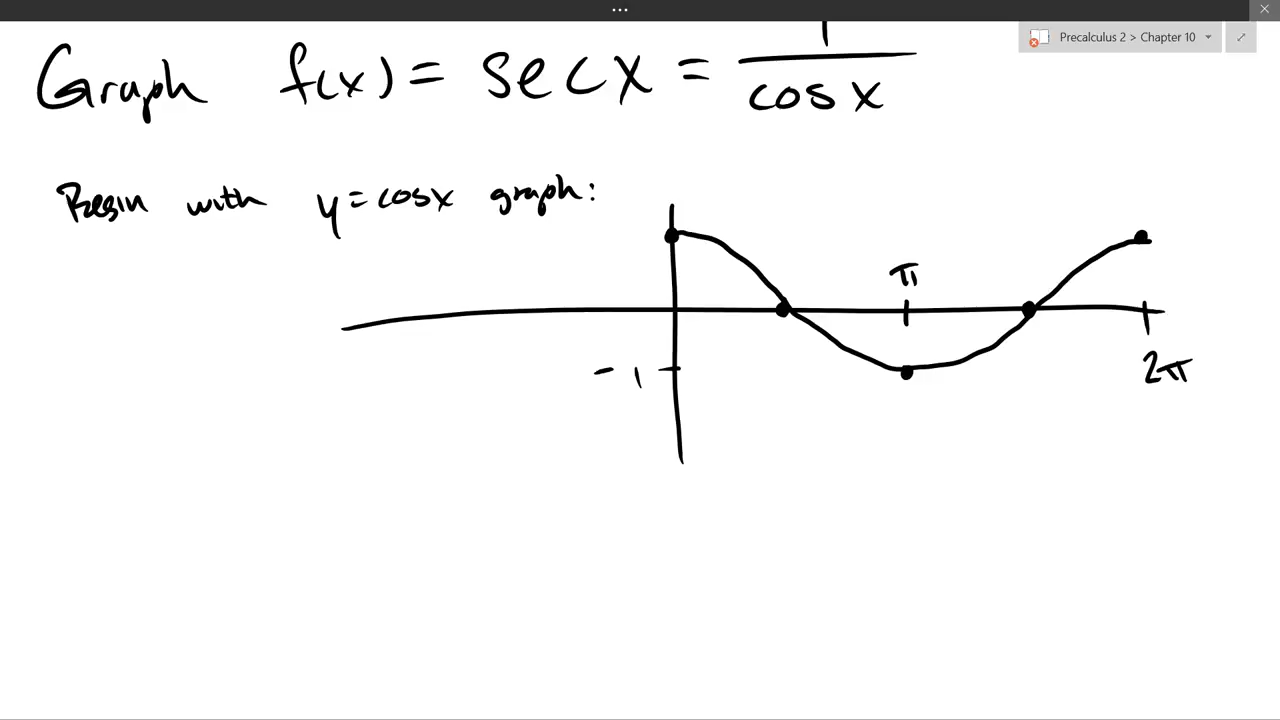 Precalculus 2 > Chapter 10
Graph f(x) = sec x = 1/cos x
Begin with y = cos x graph:
π
-1
2π